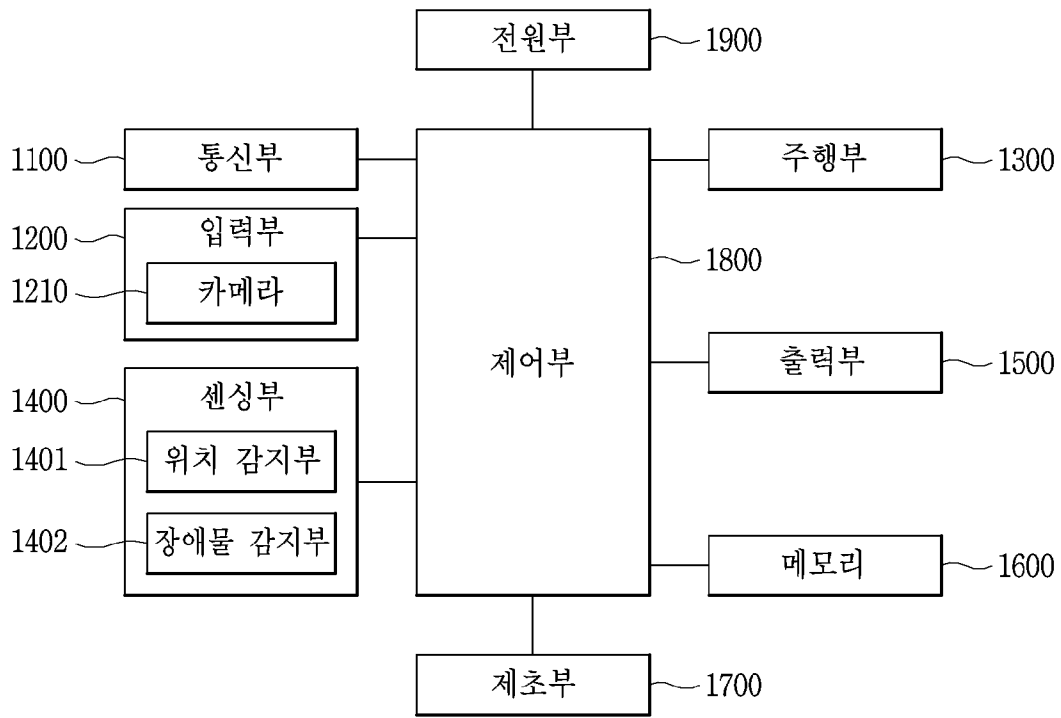 전원부 1900
1100 통신부 주행부 1300
1200 입력부
1800
1210 카메라
제어부 출력부 1500
1400 센싱부
1401 위치 감지부
1402 장애물 감지부
메모리 1600
제초부 1700